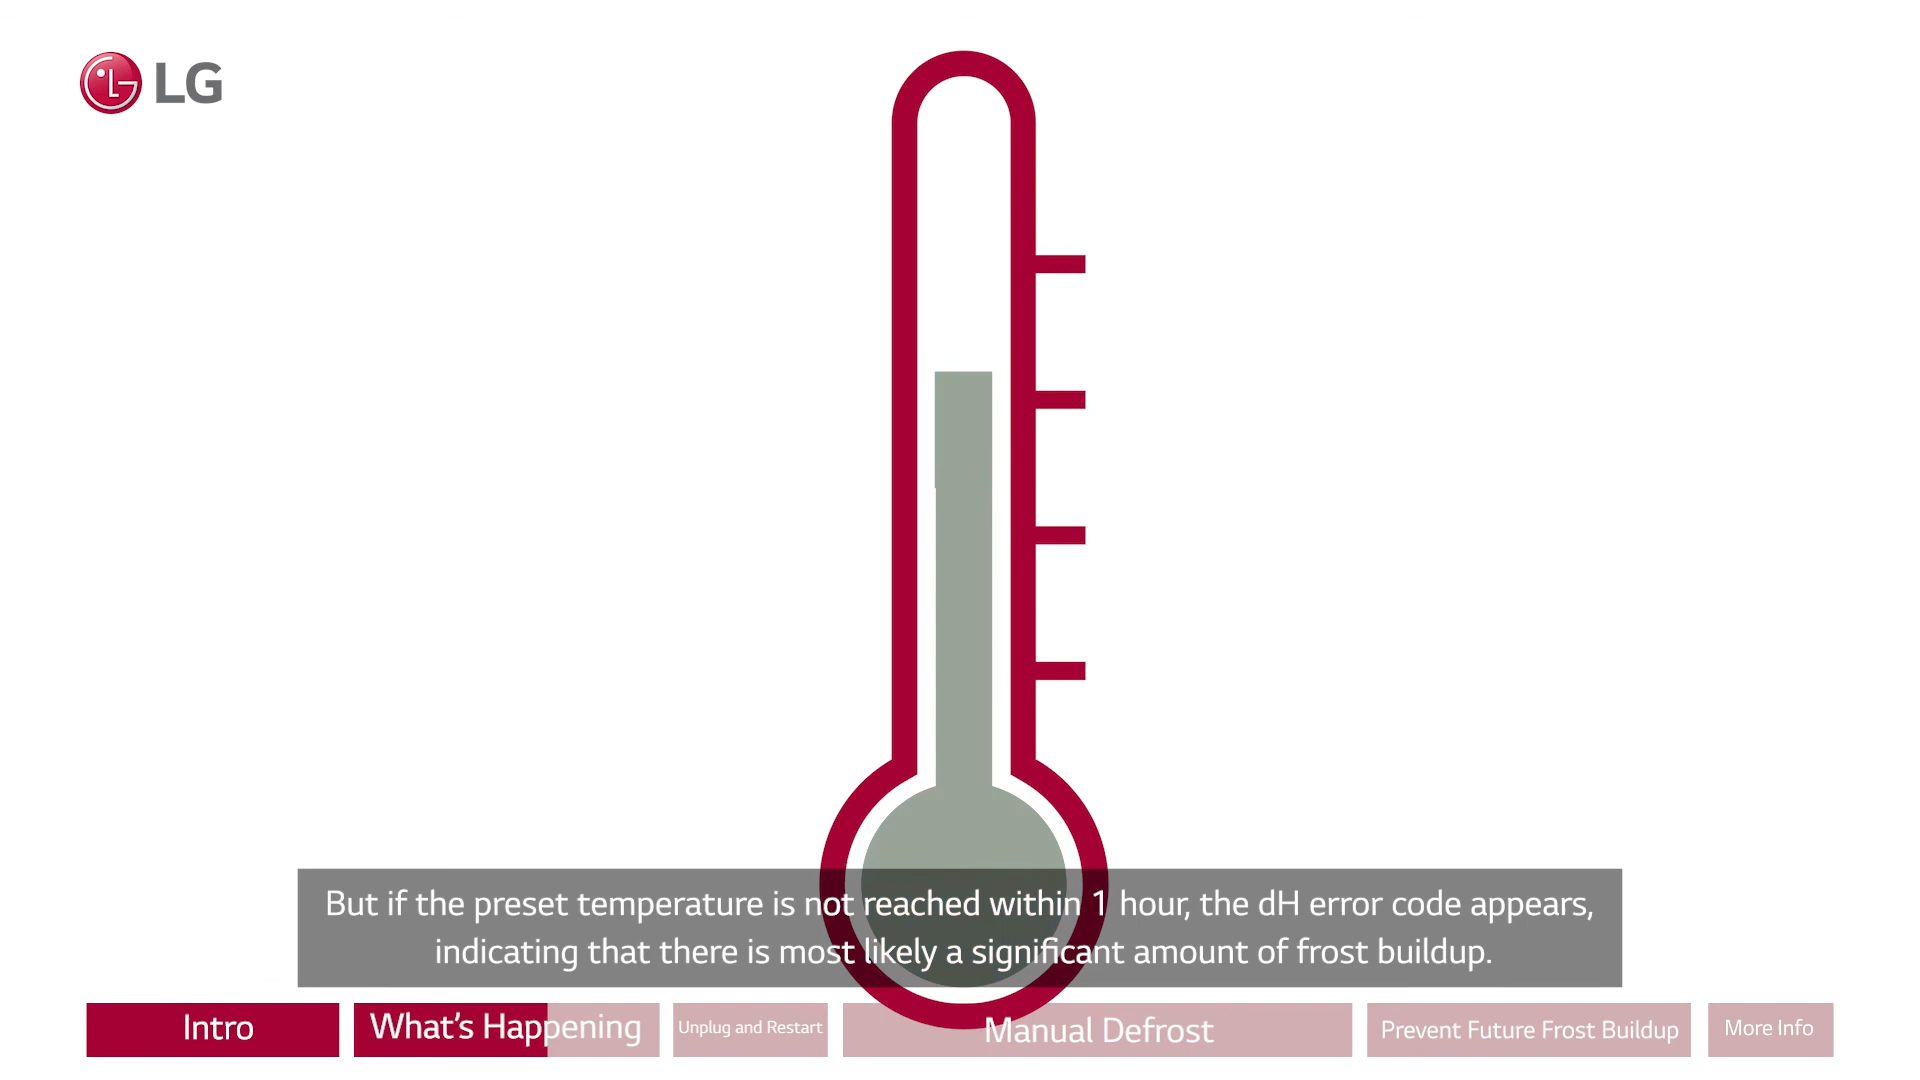 LG
But if the preset temperature is not reached within 1 hour, the dH error code appears,
indicating that there is most likely a significant amount of frost buildup.
Intro
What's Happening
Unplug and Restart
Manual Defrost
Prevent Future Frost Buildup
More Info